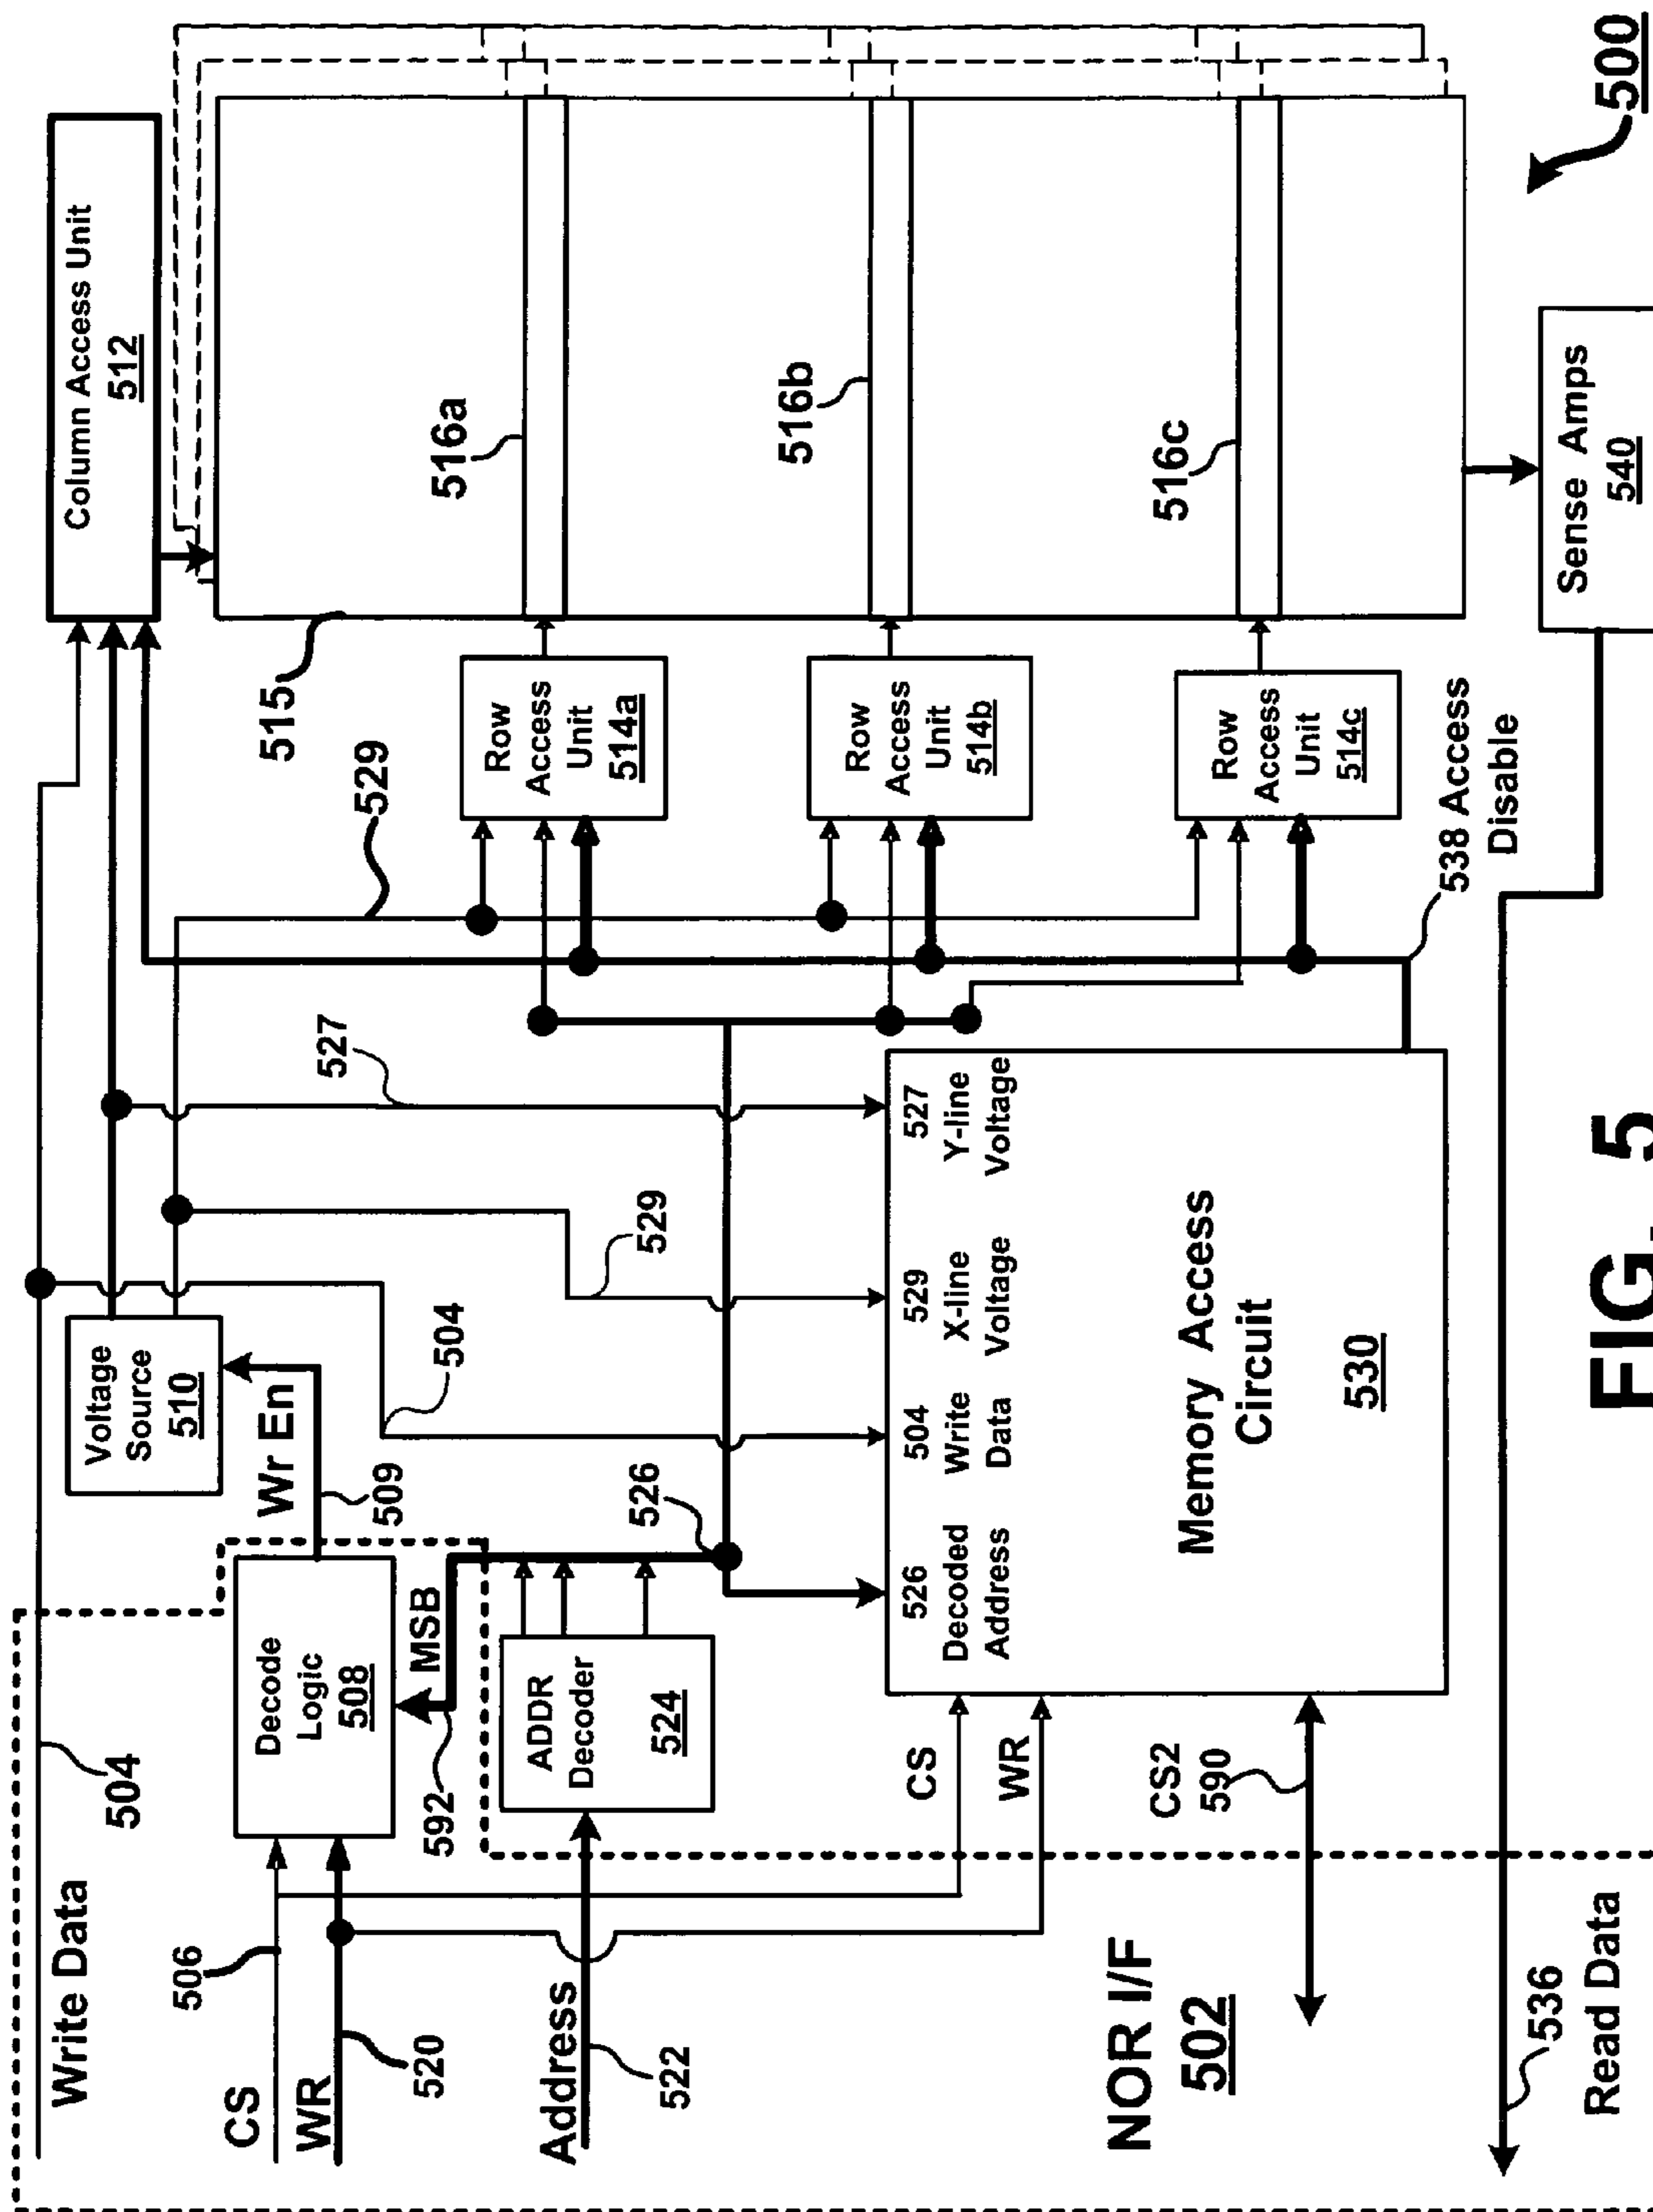 Write Data
504
CS
506
WR
520
Address
522
NOR I/F
502
536
Read Data
Decode
Logic
508
592
MSB
ADDR
Decoder
524
CS
WR
CS2
590
Voltage
Source
510
Wr En
509
504
526
529
527
526
Decoded
Address
504
Write
Data
529
X-line
Voltage
527
Y-line
Voltage
Memory Access
Circuit
530
529
515
Row
Access
Unit
514a
Row
Access
Unit
514b
Row
Access
Unit
514c
538 Access
Disable
Column Access Unit
512
516a
516b
516c
Sense Amps
540
500
FIG. 5